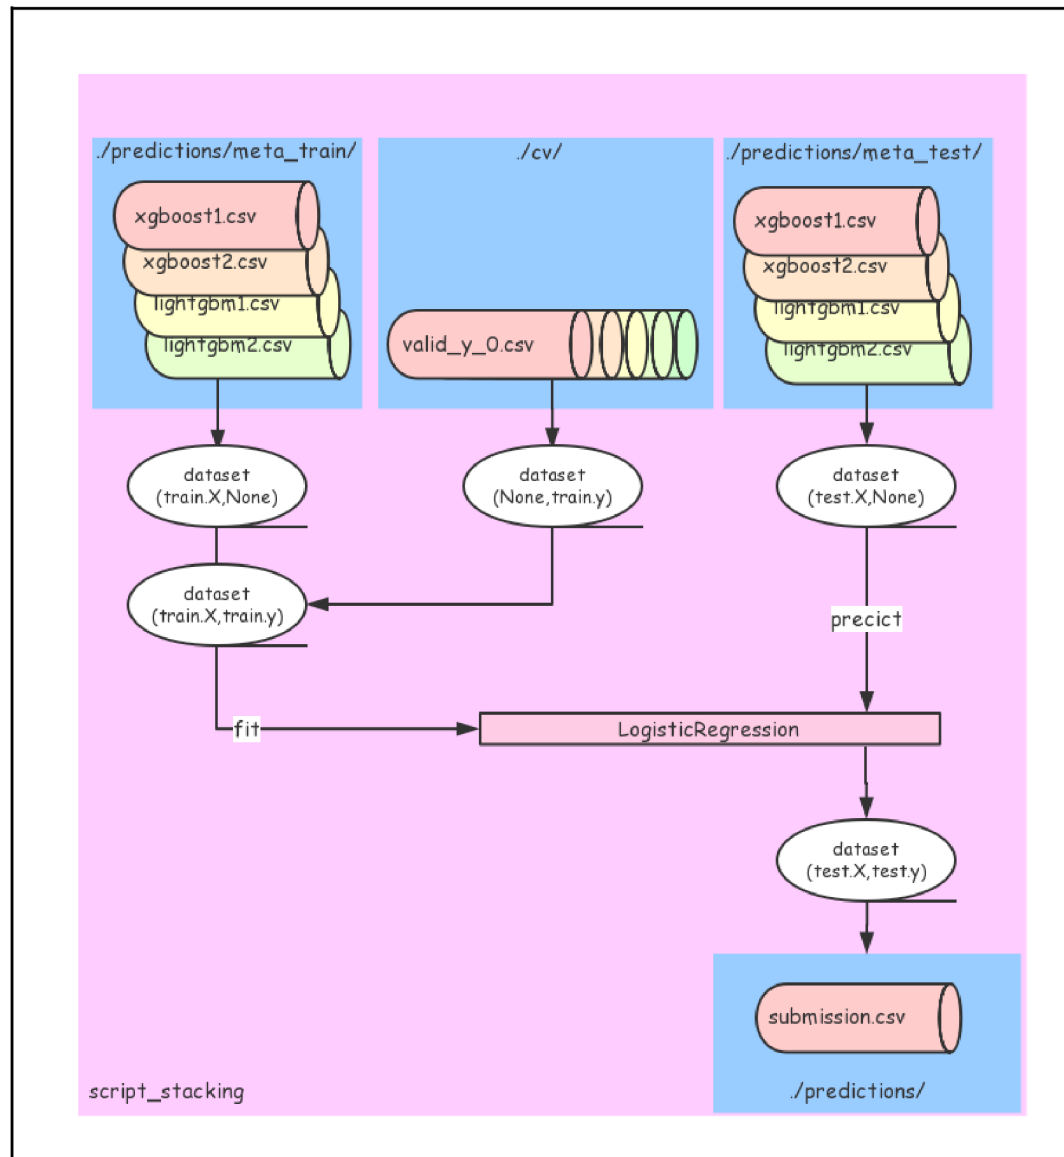 ./predictions/meta_train/
./cv/
./predictions/meta_test/
xgboost1.csv
xgboost2.csv
lightgbm1.csv
lightgbm2.csv
valid_y_0.csv
xgboost1.csv
xgboost2.csv
lightgbm1.csv
lightgbm2.csv
dataset
(train.X,None)
dataset
(None,train.y)
dataset
(test.X,None)
dataset
(train.X,train.y)
precict
fit
LogisticRegression
dataset
(test.X,test.y)
submission.csv
script_stacking
./predictions/